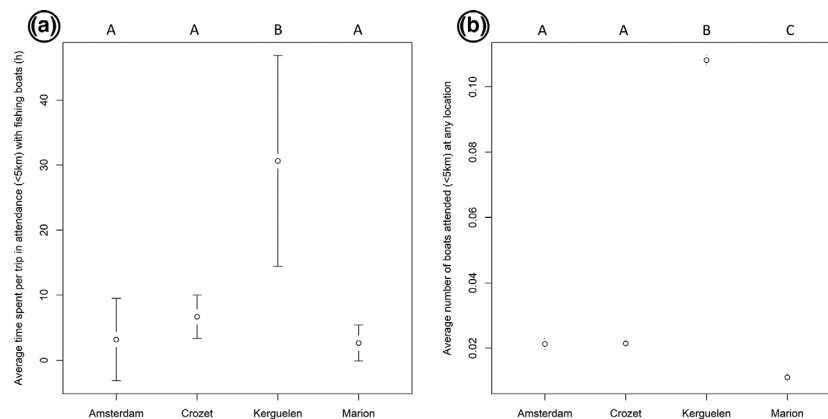 (a)
A A B A
Average time spent per trip in attendance (<5km) with fishing boats (h)
40
30
20
10
0
Amsterdam Crozet Kerguelen Marion
(b)
A A B C
Average number of boats attended (<5km) at any location
0.10
0.08
0.06
0.04
0.02
Amsterdam Crozet Kerguelen Marion